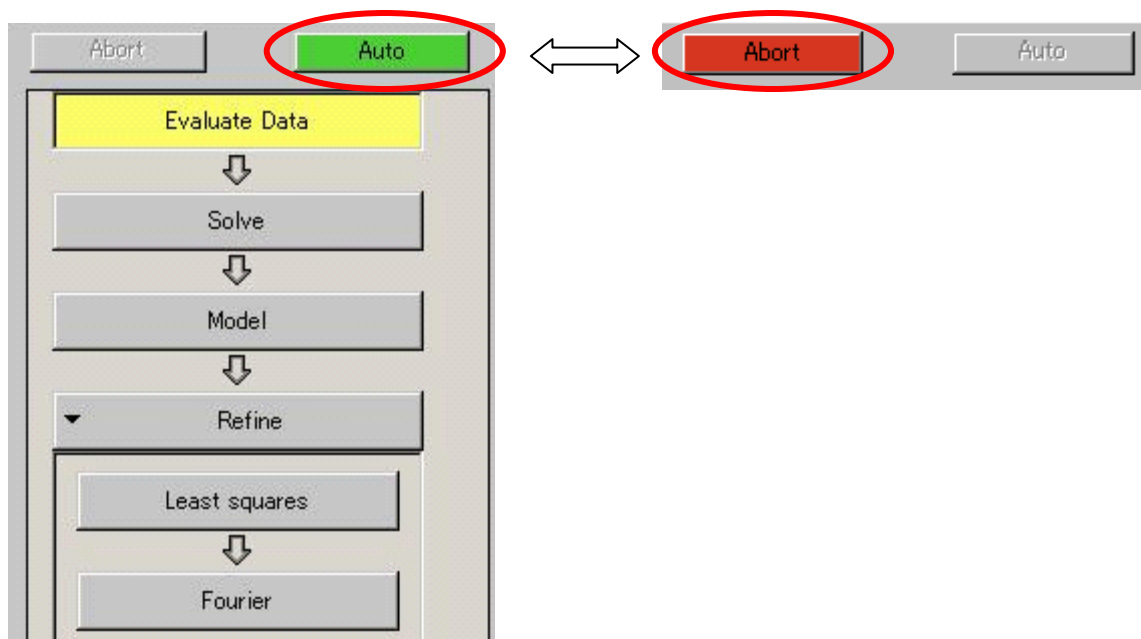 Abort Auto
Abort Auto
Evaluate Data
Solve
Model
Refine
Least squares
Fourier